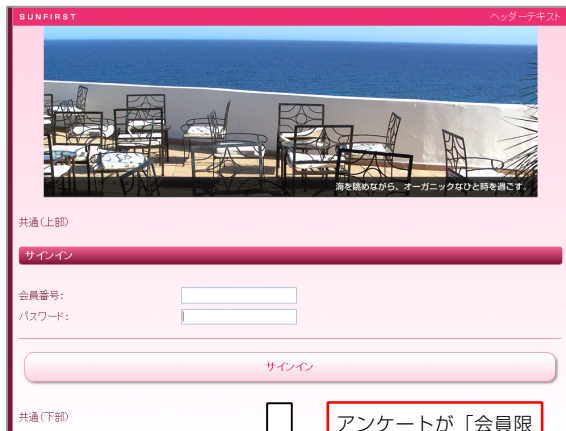 SUNFIRST
ヘッダーテキスト
海を眺めながら、オーガニックなひと時を過ごす。
共通(上部)
サインイン
会員番号:
パスワード:
サインイン
共通(下部)
アンケートが「会員限